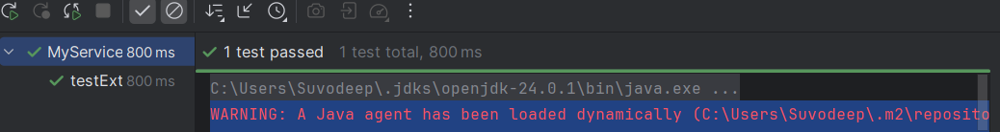 MyService 800 ms
1 test passed 1 test total, 800 ms
testExt 800 ms
C:\Users\Suvodeep\.jdks\openjdk-24.0.1\bin\java.exe ...
WARNING: A Java agent has been loaded dynamically (C:\Users\Suvodeep\.m2\reposito